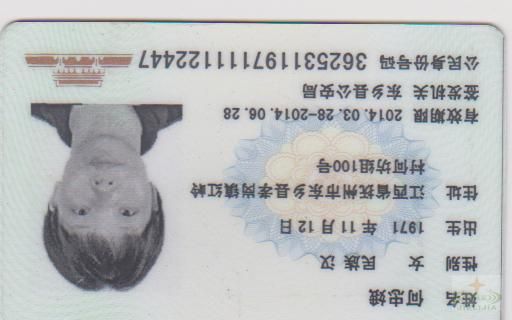 姓名 何忠娥
性别 女 民族 汉
出生 1971 年 11 月 12 日
住址 江西省抚州市东乡县孝岗镇红岭
村何坊组100号
有效期限 2014.03.28-2014.06.28
签发机关 东乡县公安局
公民身份号码 362531197111122447